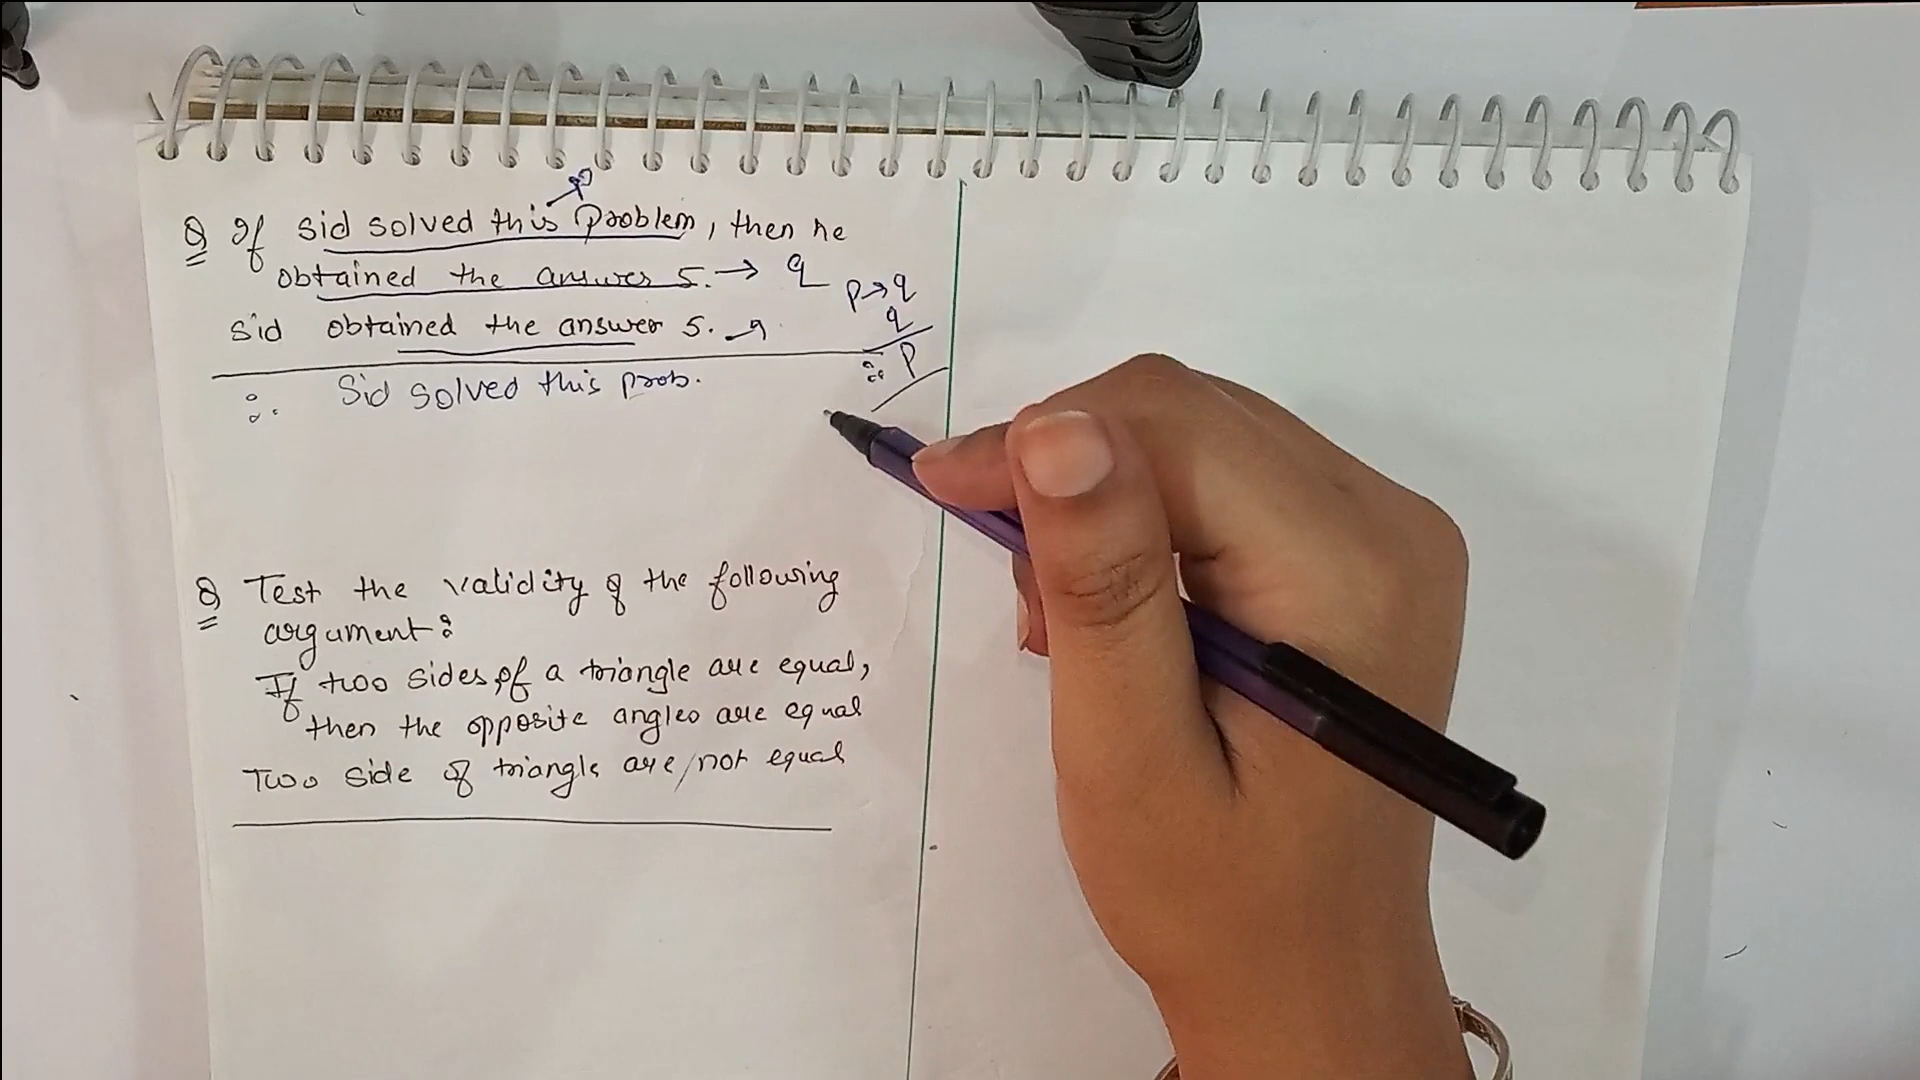 p
Q If Sid solved this Problem, then he
obtained the answer 5. → q
p→q
Sid obtained the answer 5. → q
q
∴ Sid solved this prob.
∴ p
Q Test the validity of the following
argument:
If two sides of a triangle are equal,
then the opposite angles are equal
Two side of triangle are not equal